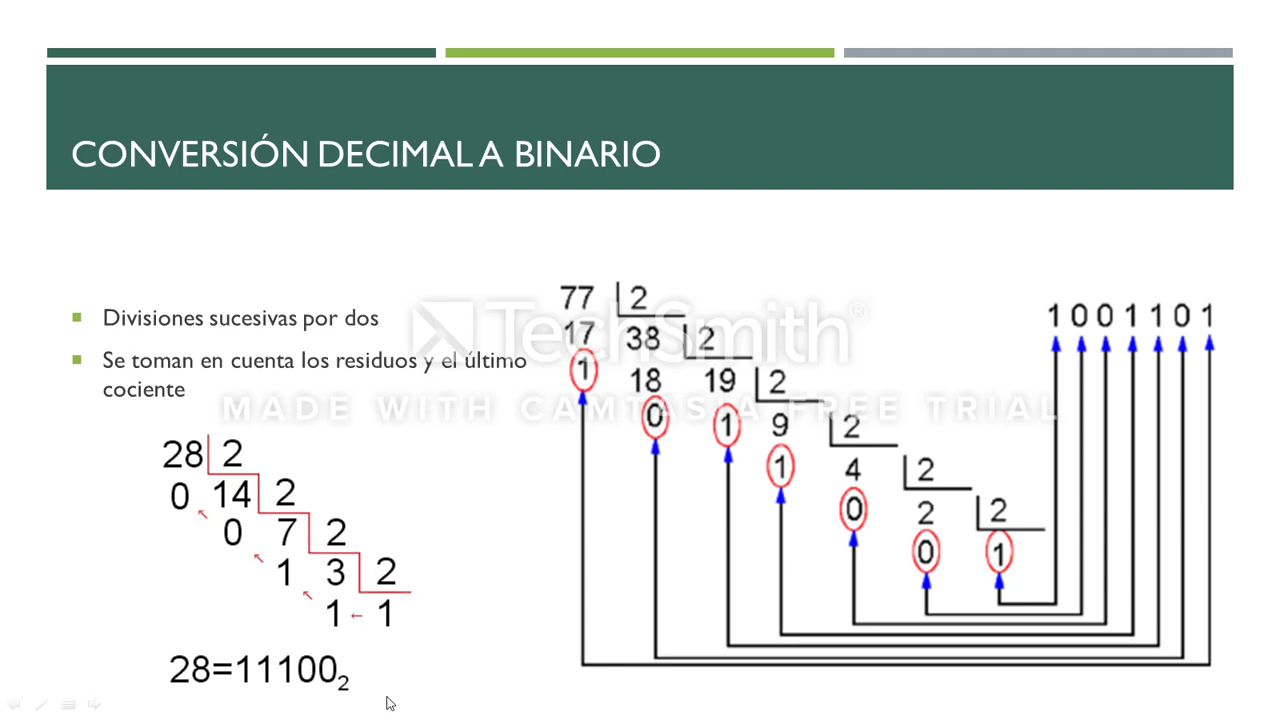 CONVERSIÓN DECIMAL A BINARIO
Divisiones sucesivas por dos
Se toman en cuenta los residuos y el último
cociente
28 2
0 14 2
0 7 2
1 3 2
1 ← 1
28=11100₂
77 2
17 38 2
1 18 19 2
0 1 9 2
1 4 2
0 2 2
0 1
1 0 0 1 1 0 1
TechSmith®
MADE WITH CAMTASIA FREE TRIAL